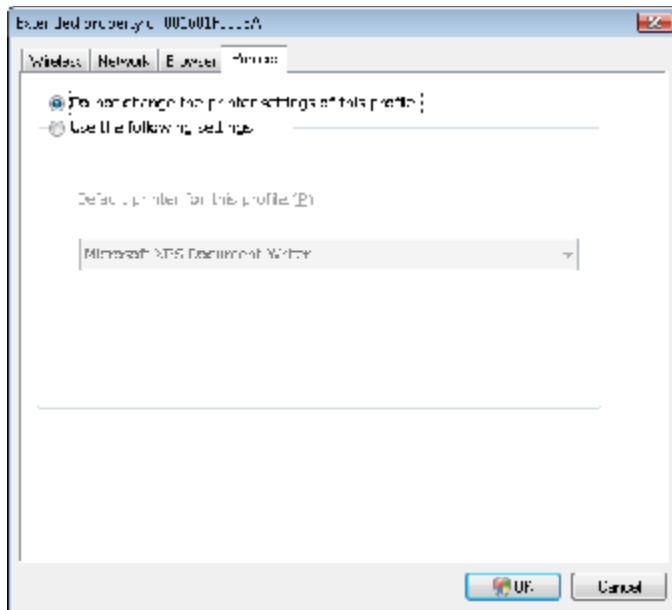 Extended property of
Wireless Network Browser Printer
Do not change the printer settings of this profile
Use the following settings
Default printer for this profile (P)
Microsoft XPS Document Writer
OK Cancel